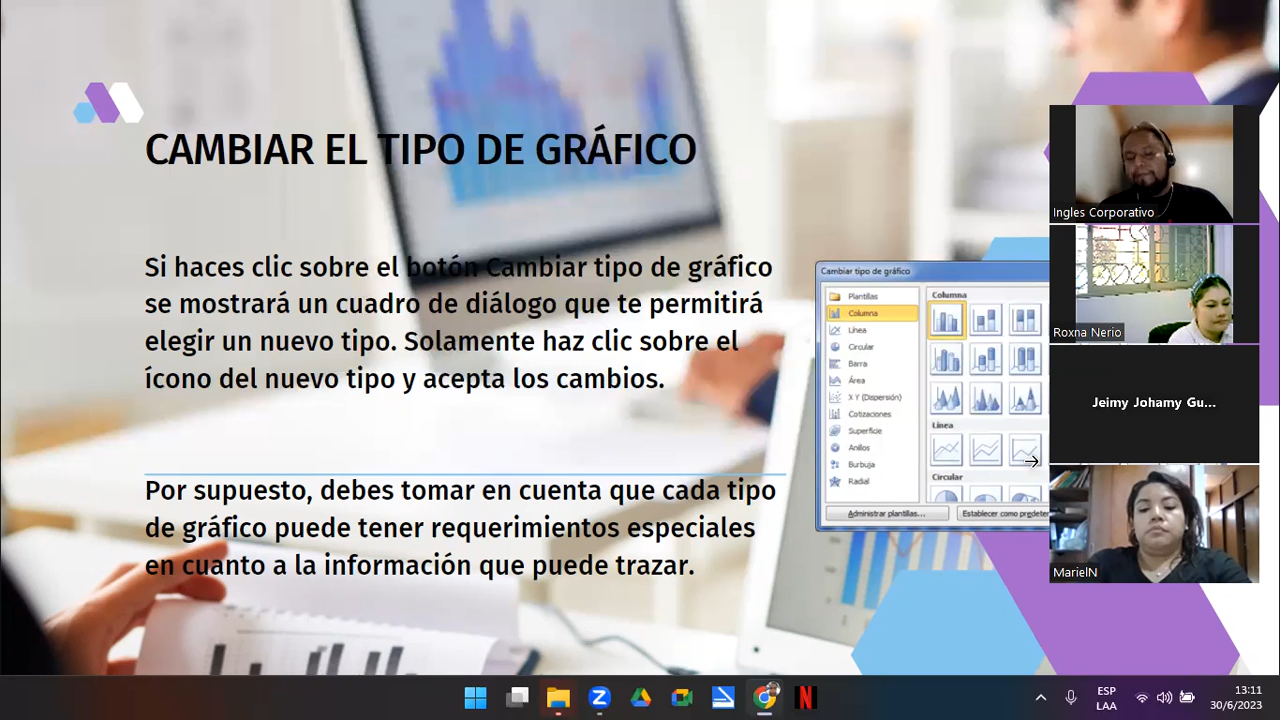 CAMBIAR EL TIPO DE GRÁFICO
Si haces clic sobre el botón Cambiar tipo de gráfico
se mostrará un cuadro de diálogo que te permitirá
elegir un nuevo tipo. Solamente haz clic sobre el
ícono del nuevo tipo y acepta los cambios.
Por supuesto, debes tomar en cuenta que cada tipo
de gráfico puede tener requerimientos especiales
en cuanto a la información que puede trazar.
Cambiar tipo de gráfico
Plantillas
Columna
Línea
Circular
Barra
Área
X Y (Dispersión)
Cotizaciones
Superficie
Anillos
Burbuja
Radial
Columna
Línea
Circular
Administrar plantillas...
Establecer como predeter
Ingles Corporativo
Roxna Nerio
Jeimy Johamy Gu...
MarielN
N
ESP
LAA
13:11
30/6/2023